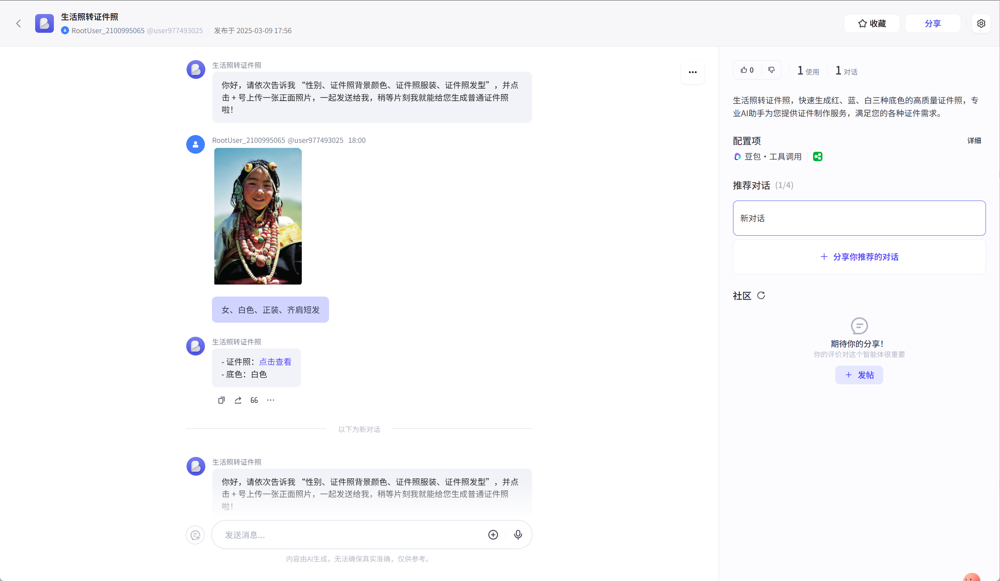 生活照转证件照
RootUser_2100995065 @user977493025 发布于 2025-03-09 17:56
收藏
分享
生活照转证件照
你好，请依次告诉我 “性别、证件照背景颜色、证件照服装、证件照发型” ，并点
击 + 号上传一张正面照片，一起发送给我，稍等片刻我就能给您生成普通证件照
啦！
RootUser_2100995065 @user977493025 18:00
女、白色、正装、齐肩短发
生活照转证件照
- 证件照：点击查看
- 底色：白色
以下为新对话
生活照转证件照
你好，请依次告诉我 “性别、证件照背景颜色、证件照服装、证件照发型” ，并点
击 + 号上传一张正面照片，一起发送给我，稍等片刻我就能给您生成普通证件照
啦！
发送消息...
内容由AI生成，无法确保真实准确，仅供参考。
0
1 使用
1 对话
生活照转证件照，快速生成红、蓝、白三种底色的高质量证件照，专
业AI助手为您提供证件制作服务，满足您的各种证件需求。
配置项
详细
豆包・工具调用
推荐对话 (1/4)
新对话
+ 分享你推荐的对话
社区
期待你的分享！
你的评价对这个智能体很重要
+ 发帖